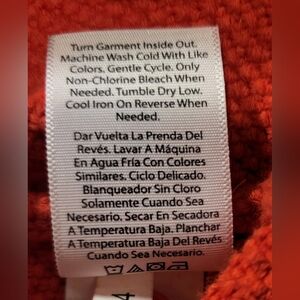 Turn Garment Inside Out.
Machine Wash Cold With Like
Colors. Gentle Cycle. Only
Non-Chlorine Bleach When
Needed. Tumble Dry Low.
Cool Iron On Reverse When
Needed.
Dar Vuelta La Prenda Del
Revés. Lavar A Máquina
En Agua Fría Con Colores
Similares. Ciclo Delicado.
Blanqueador Sin Cloro
Solamente Cuando Sea
Necesario. Secar En Secadora
A Temperatura Baja. Planchar
A Temperatura Baja Del Revés
Cuando Sea Necesario.
4